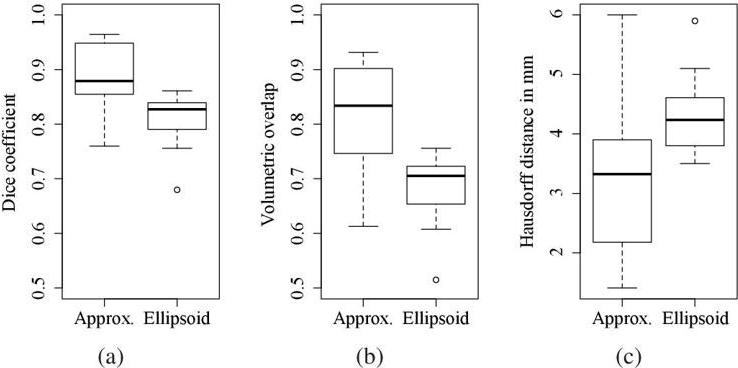 Dice coefficient
1.0
0.9
0.8
0.7
0.6
0.5
Approx. Ellipsoid
(a)
Volumetric overlap
1.0
0.9
0.8
0.7
0.6
0.5
Approx. Ellipsoid
(b)
Hausdorff distance in mm
6
5
4
3
2
Approx. Ellipsoid
(c)